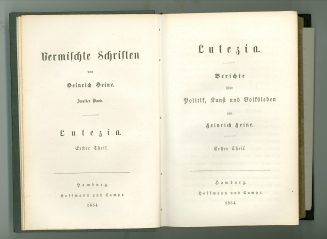 Vermischte Schriften
von
Heinrich Heine.
Zweiter Band.
Lutezia.
Erster Theil.
Hamburg.
Hoffmann und Campe.
1854.
Lutezia.
Berichte
über
Politik, Kunst und Volksleben
von
Heinrich Heine.
Erster Theil.
Hamburg.
Hoffmann und Campe.
1854.